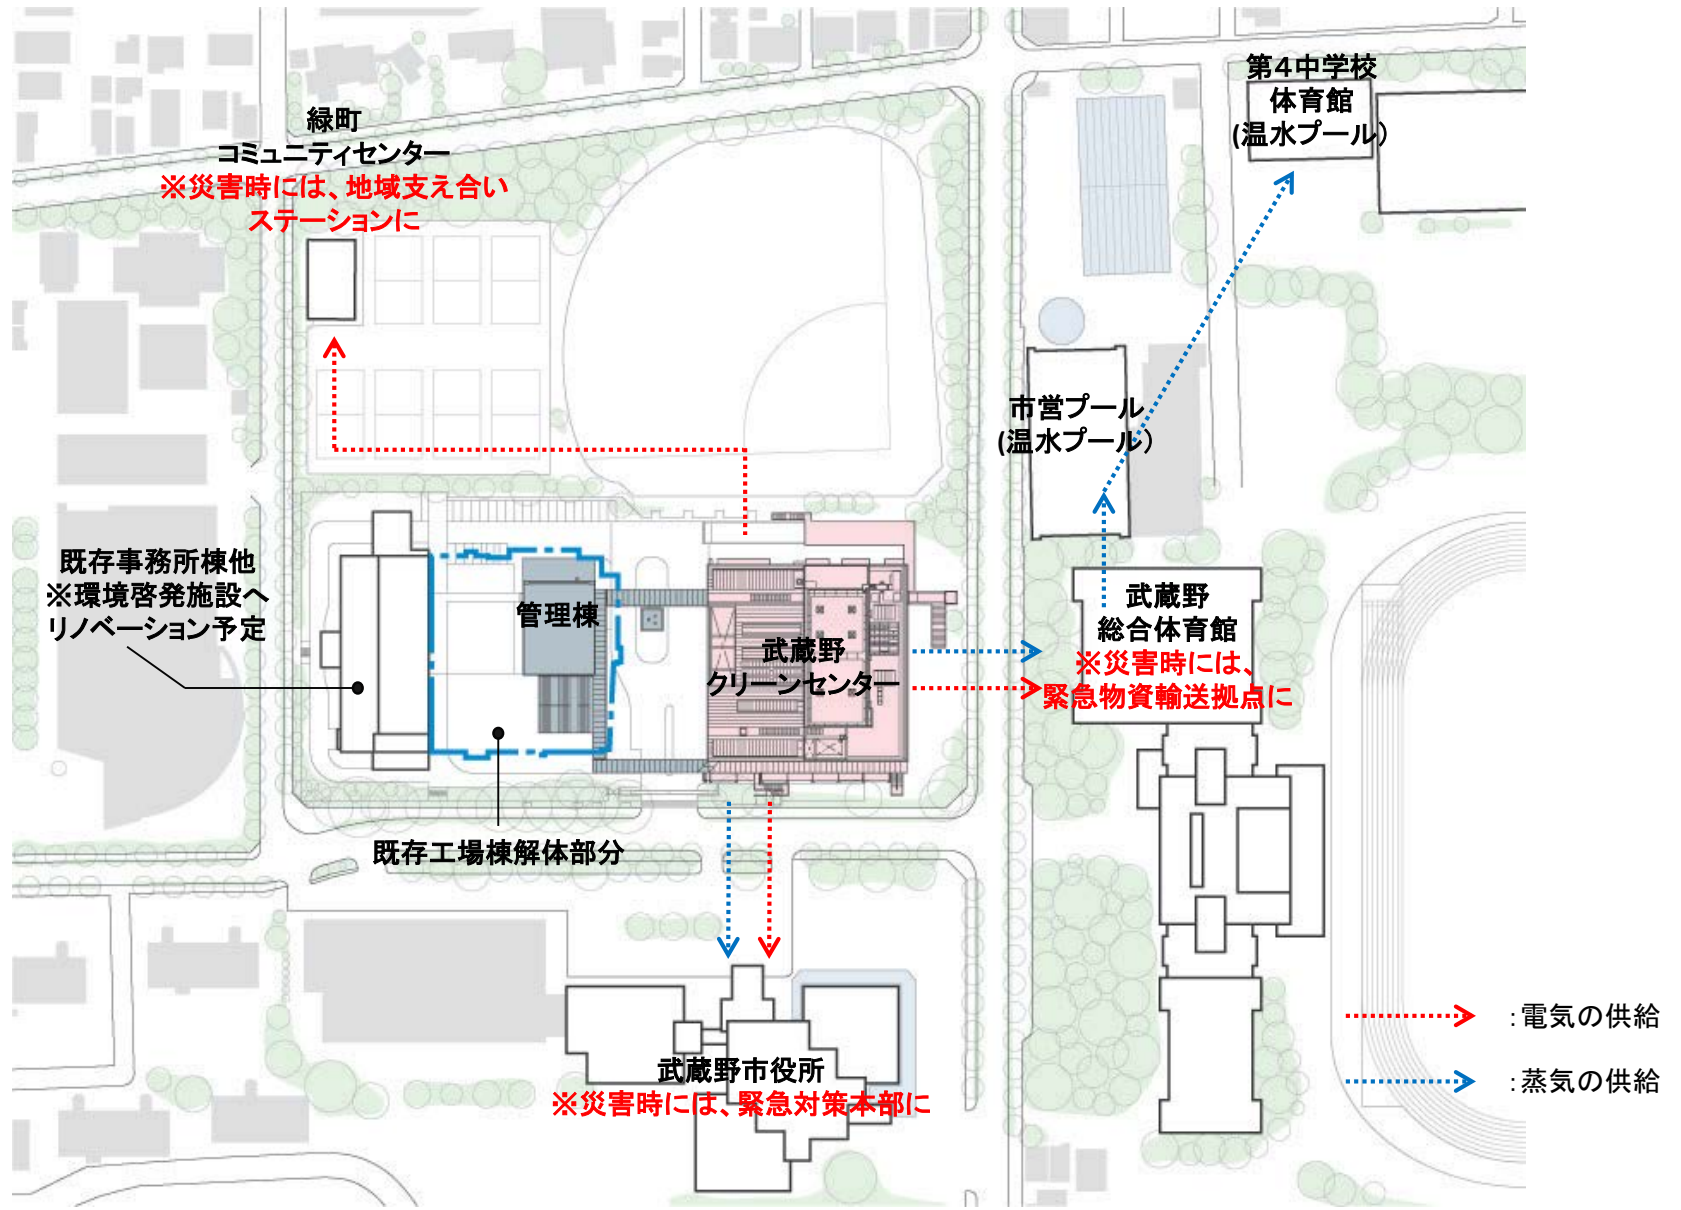 第4中学校
体育館
(温水プール)
緑町
コミュニティセンター
※災害時には、地域支え合い
ステーションに
市営プール
(温水プール)
既存事務所棟他
※環境啓発施設へ
リノベーション予定
管理棟
武蔵野
クリーンセンター
武蔵野
総合体育館
※災害時には、
緊急物資輸送拠点に
既存工場棟解体部分
武蔵野市役所
※災害時には、緊急対策本部に
:電気の供給
:蒸気の供給